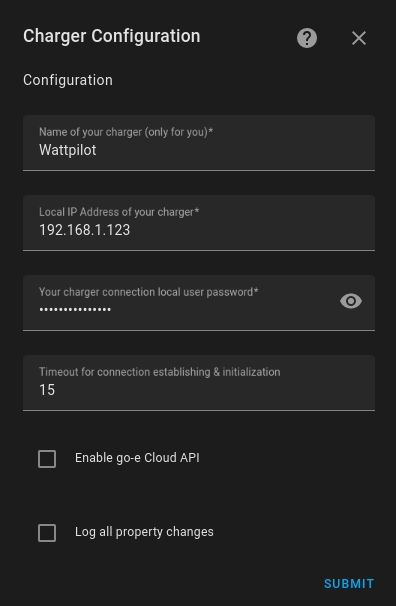 Charger Configuration
Configuration
Name of your charger (only for you)*
Wattpilot
Local IP Address of your charger*
192.168.1.123
Your charger connection local user password*
•••••••••••••••
Timeout for connection establishing & initialization
15
Enable go-e Cloud API
Log all property changes
SUBMIT